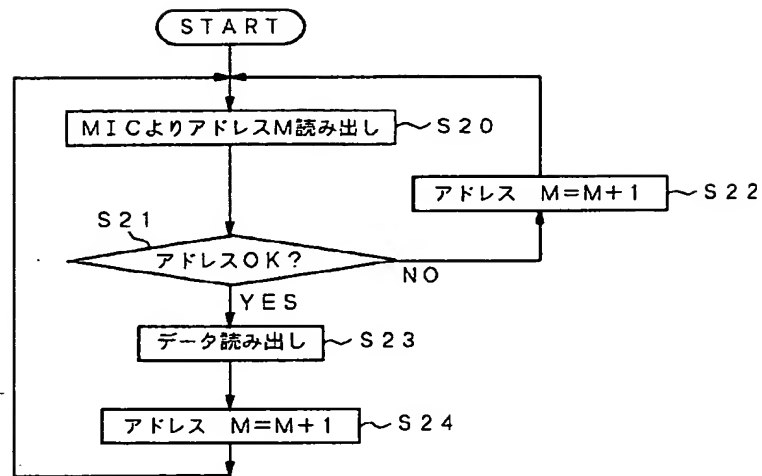 START
MICよりアドレスM読み出し S20
アドレス M=M+1 S22
S21
アドレスOK?
NO
YES
データ読み出し S23
アドレス M=M+1 S24